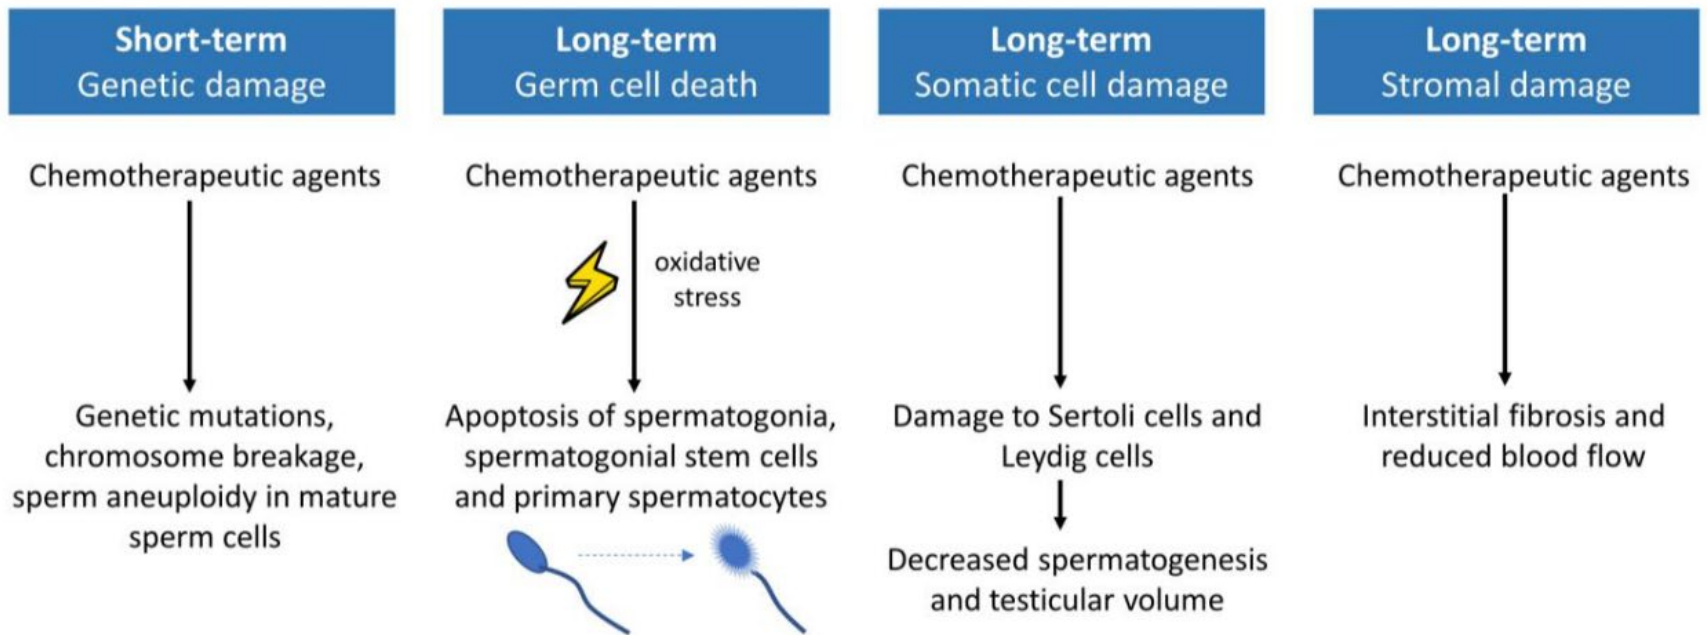 Short-term
Genetic damage
Chemotherapeutic agents
Genetic mutations,
chromosome breakage,
sperm aneuploidy in mature
sperm cells
Long-term
Germ cell death
Chemotherapeutic agents
oxidative
stress
Apoptosis of spermatogonia,
spermatogonial stem cells
and primary spermatocytes
Long-term
Somatic cell damage
Chemotherapeutic agents
Damage to Sertoli cells and
Leydig cells
Decreased spermatogenesis
and testicular volume
Long-term
Stromal damage
Chemotherapeutic agents
Interstitial fibrosis and
reduced blood flow